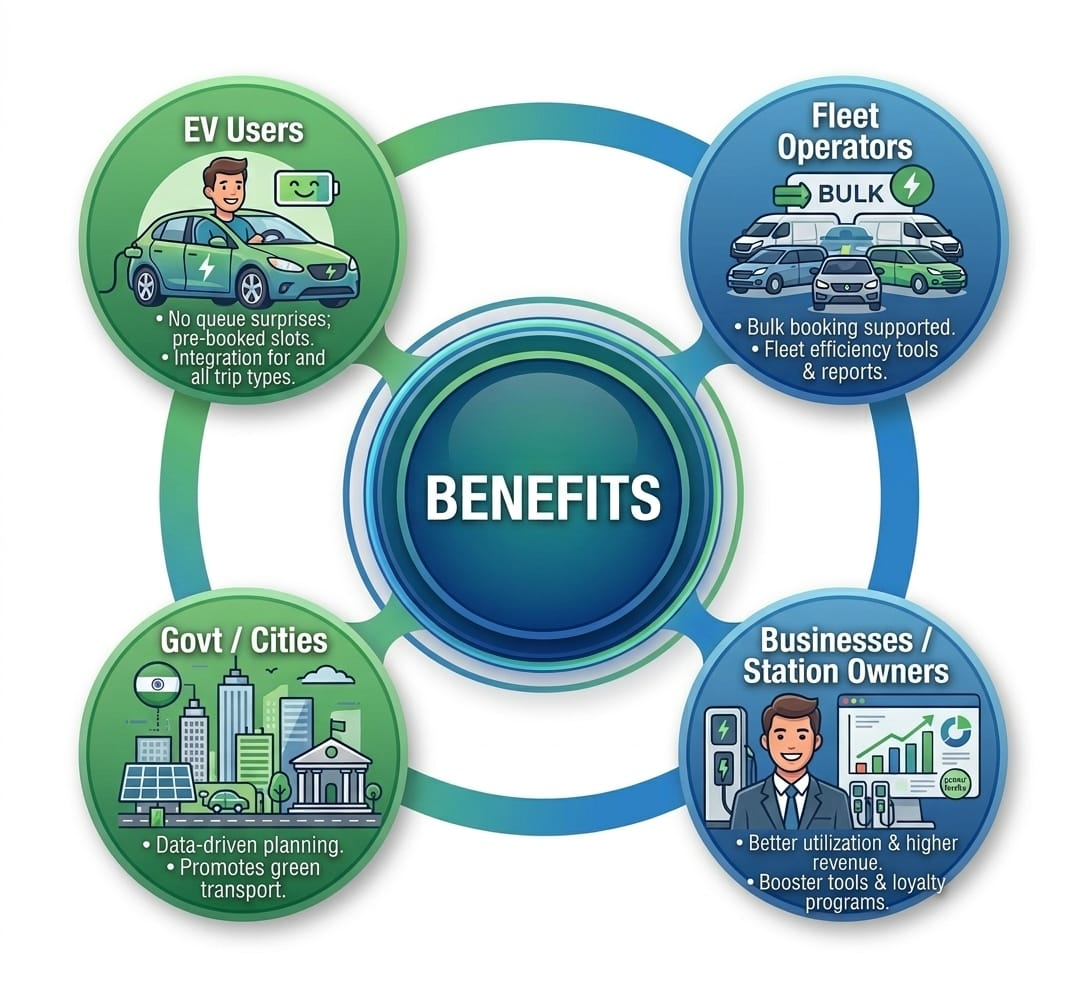 EV Users
• No queue surprises;
pre-booked slots.
• Integration for and
all trip types.
Fleet
Operators
BULK
• Bulk booking supported.
• Fleet efficiency tools
& reports.
BENEFITS
Govt / Cities
• Data-driven planning.
• Promotes green
transport.
Businesses /
Station Owners
• Better utilization & higher
revenue.
• Booster tools & loyalty
programs.